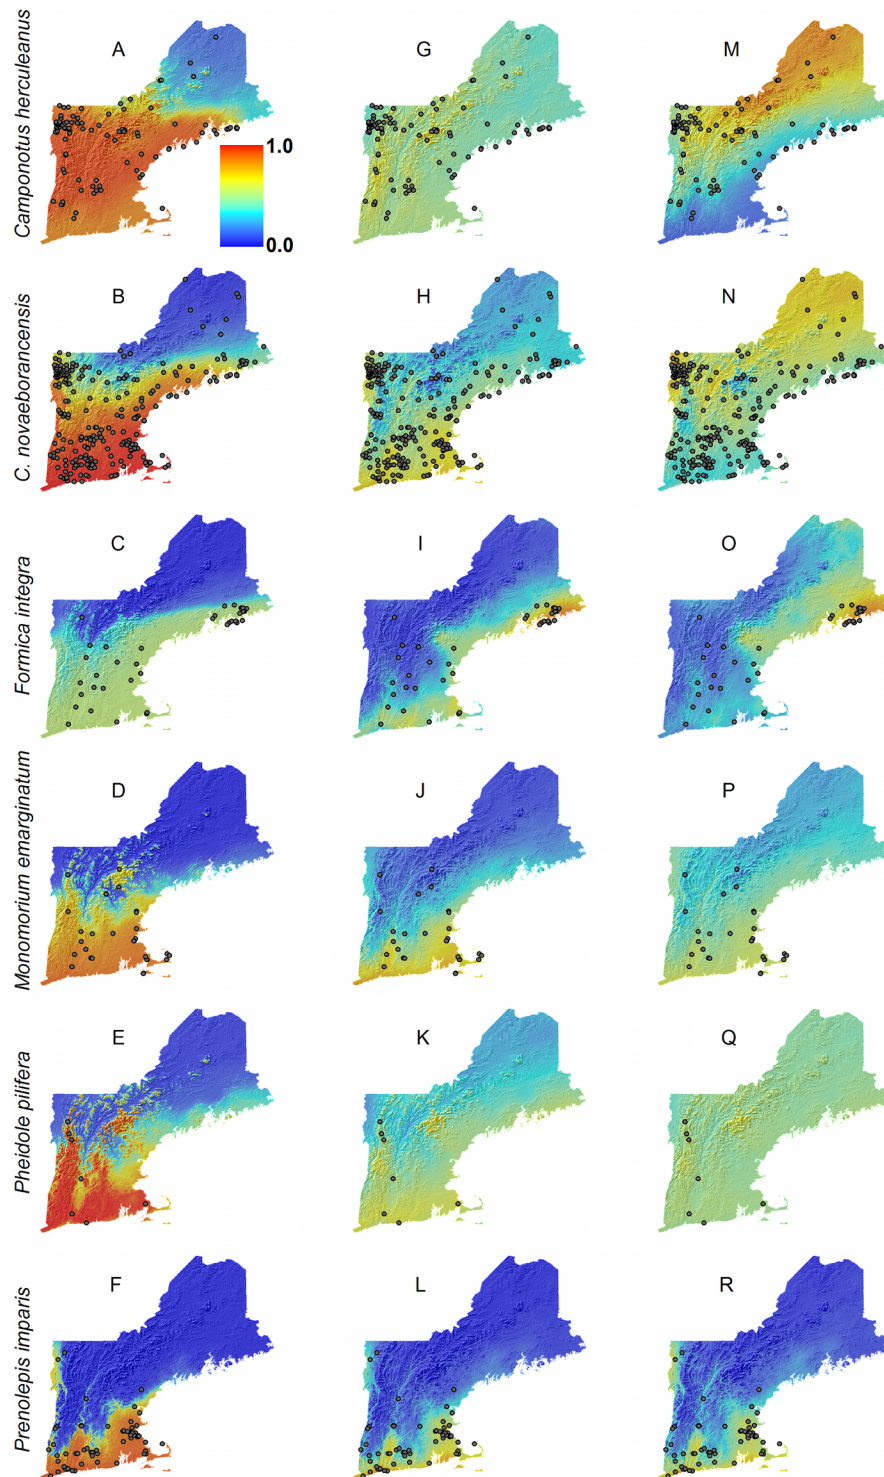 Camponotus herculeanus
A
G
M
1.0
0.0
C. novaeborancensis
B
H
N
Formica integra
C
I
O
Monomorium emarginatum
D
J
P
Pheidole pilifera
E
K
Q
Prenolepis imparis
F
L
R